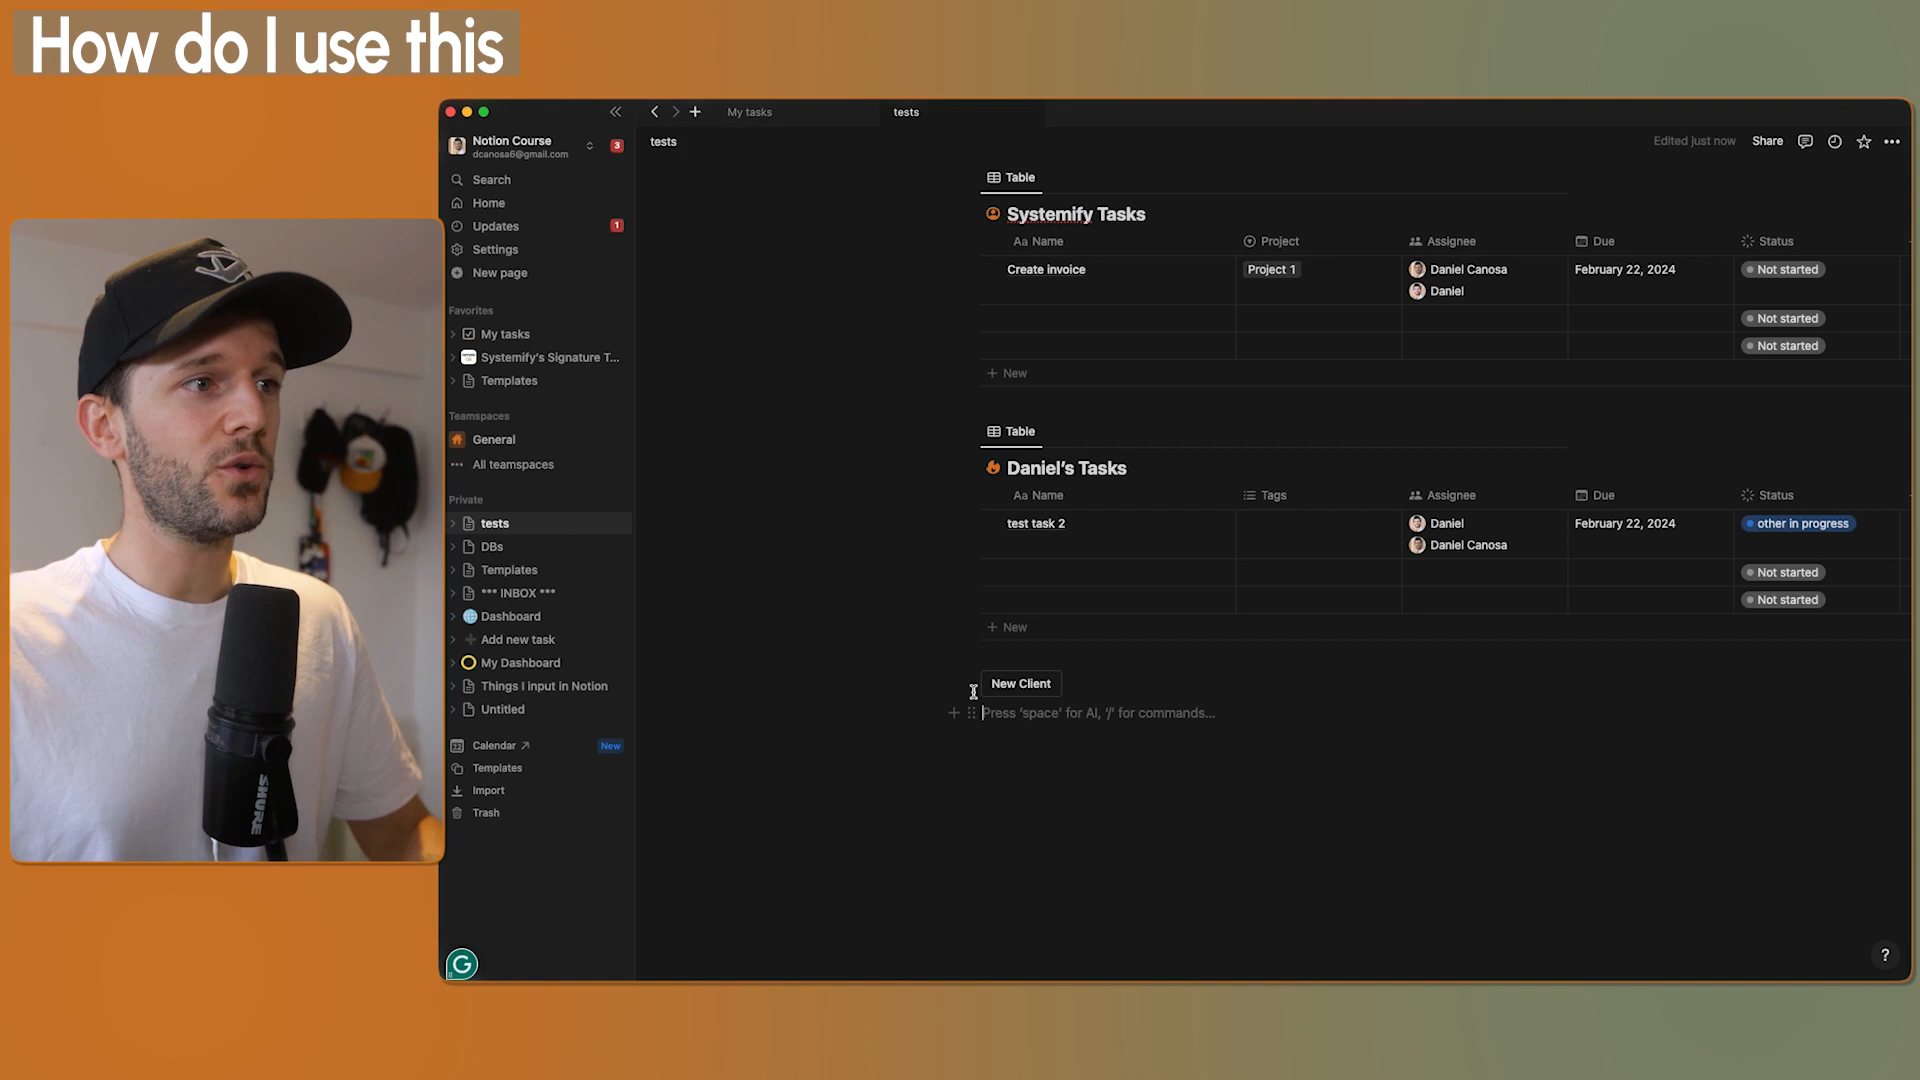 How do I use this
My tasks
tests
Notion Course
dcanosa6@gmail.com
3
tests
Edited just now
Share
Search
Home
Updates
1
Settings
New page
Favorites
My tasks
Systemify's Signature T...
Templates
Teamspaces
General
All teamspaces
Private
tests
DBs
Templates
*** INBOX ***
Dashboard
Add new task
My Dashboard
Things I input in Notion
Untitled
Calendar ↗
New
Templates
Import
Trash
Table
Systemify Tasks
Aa Name
Project
Assignee
Due
Status
Create invoice
Project 1
Daniel Canosa
Daniel
February 22, 2024
Not started
Not started
Not started
+ New
Table
Daniel's Tasks
Aa Name
Tags
Assignee
Due
Status
test task 2
Daniel
Daniel Canosa
February 22, 2024
other in progress
Not started
Not started
+ New
New Client
Press 'space' for AI, '/' for commands...
SHURE
G
?